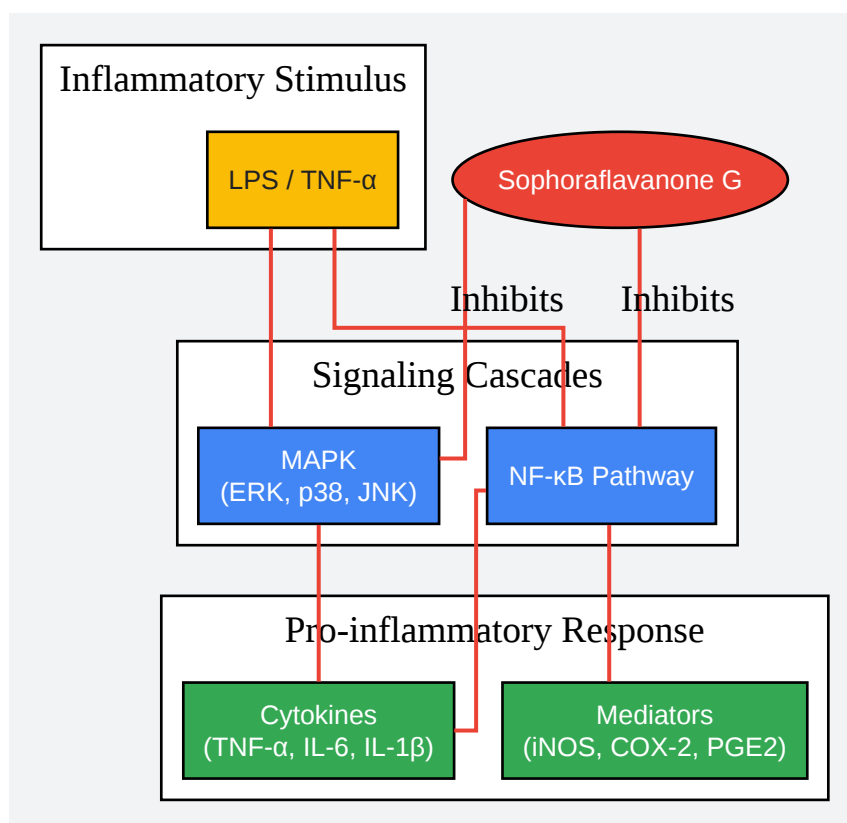 Inflammatory Stimulus
LPS / TNF-α
Sophoraflavanone G
Inhibits
Inhibits
Signaling Cascades
MAPK
(ERK, p38, JNK)
NF-κB Pathway
Pro-inflammatory Response
Cytokines
(TNF-α, IL-6, IL-1β)
Mediators
(iNOS, COX-2, PGE2)